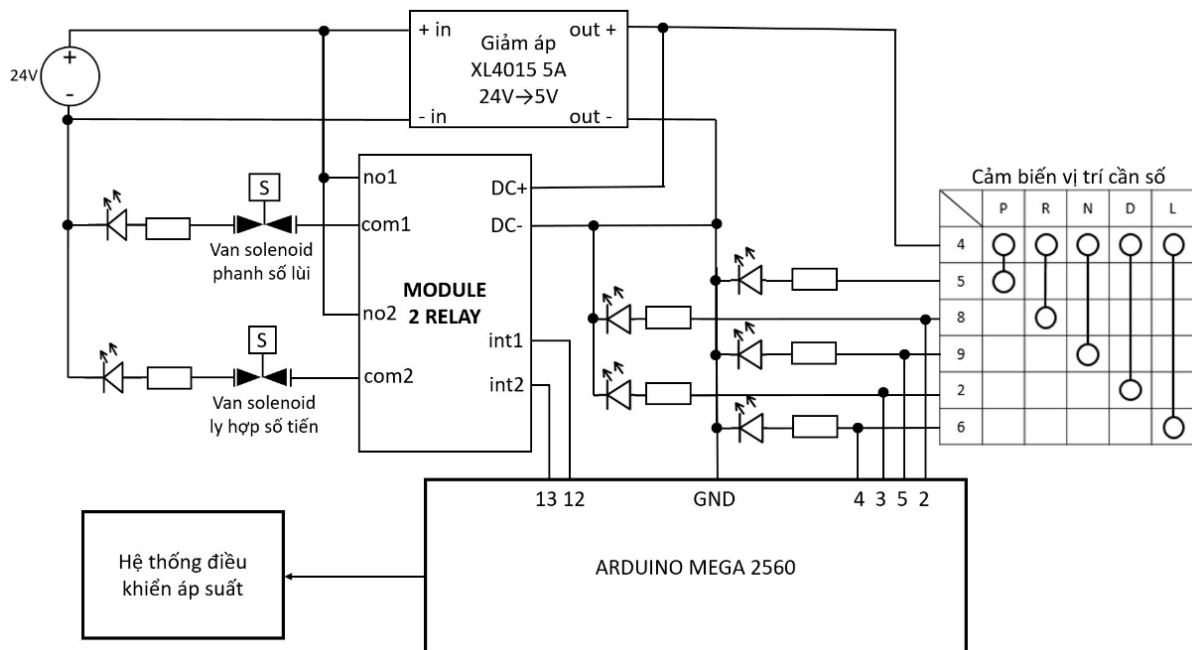 24V
+
-
+ in
out +
Giảm áp
XL4015 5A
24V→5V
- in
out -
no1
DC+
com1
DC-
S
Van solenoid
phanh số lùi
MODULE
2 RELAY
no2
int1
S
com2
int2
Van solenoid
ly hợp số tiến
Cảm biến vị trí cần số
P R N D L
4
5
8
9
2
6
13 12 GND 4 3 5 2
Hệ thống điều
khiển áp suất
ARDUINO MEGA 2560